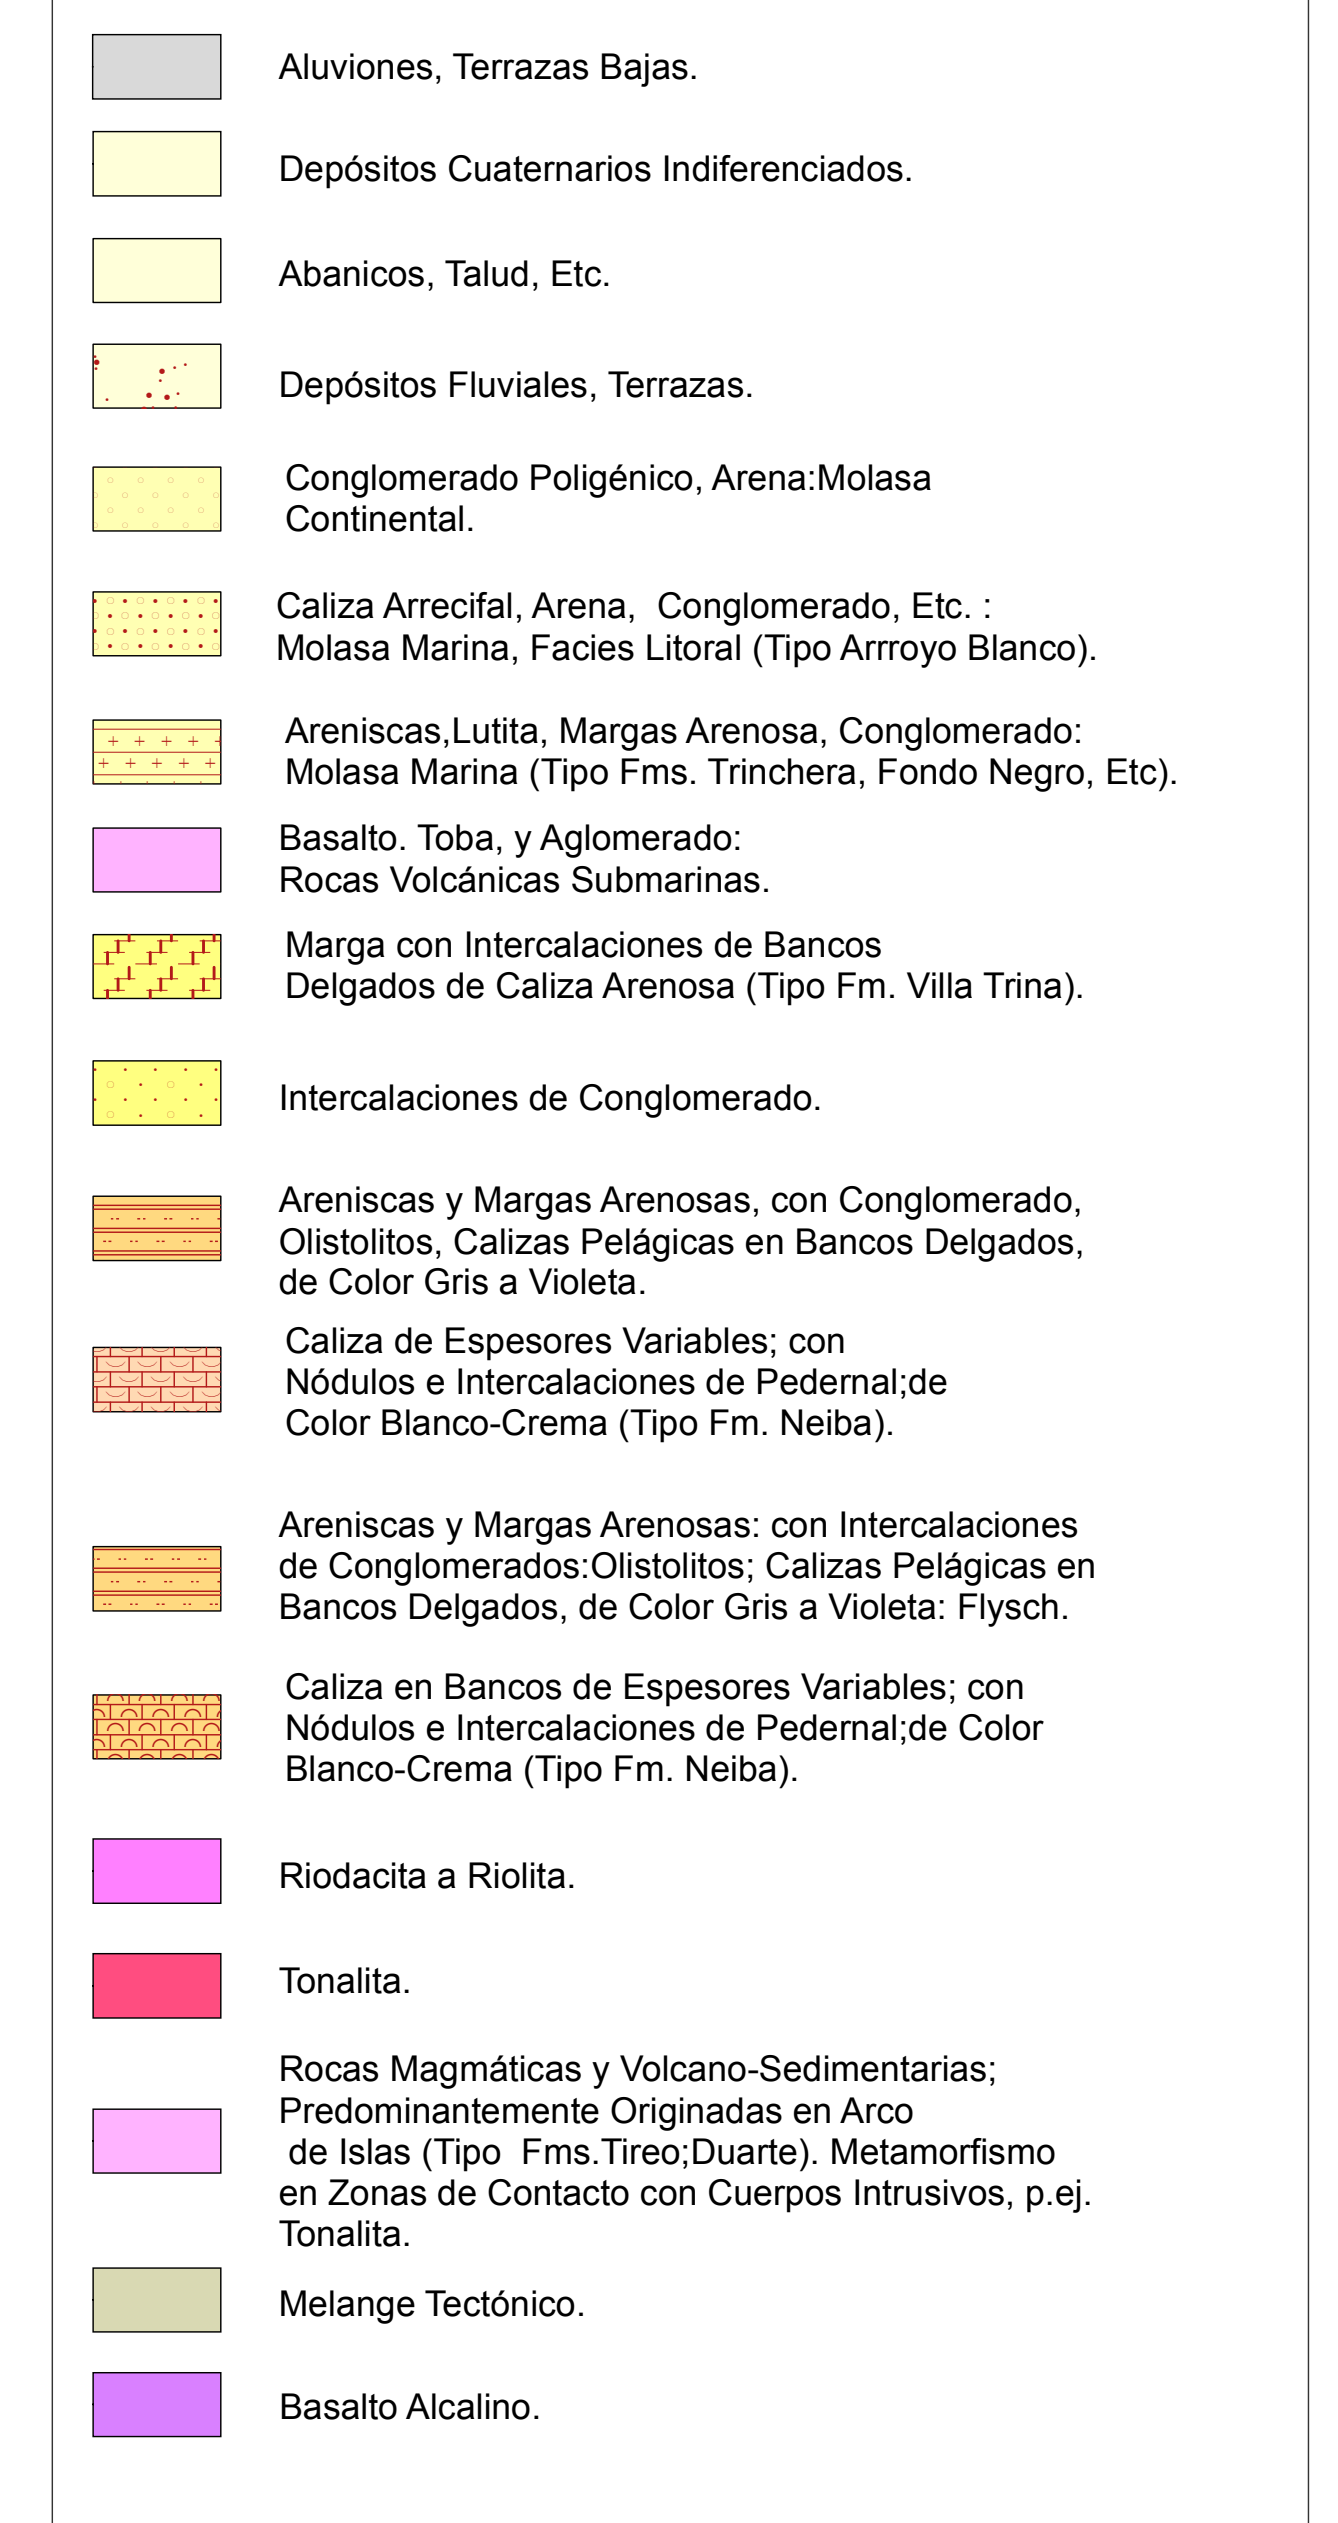 Aluviones, Terrazas Bajas.
Depósitos Cuaternarios Indiferenciados.
Abanicos, Talud, Etc.
Depósitos Fluviales, Terrazas.
Conglomerado Poligénico, Arena:Molasa
Continental.
Caliza Arrecifal, Arena, Conglomerado, Etc. :
Molasa Marina, Facies Litoral (Tipo Arrroyo Blanco).
Areniscas,Lutita, Margas Arenosa, Conglomerado:
Molasa Marina (Tipo Fms. Trinchera, Fondo Negro, Etc).
Basalto. Toba, y Aglomerado:
Rocas Volcánicas Submarinas.
Marga con Intercalaciones de Bancos
Delgados de Caliza Arenosa (Tipo Fm. Villa Trina).
Intercalaciones de Conglomerado.
Areniscas y Margas Arenosas, con Conglomerado,
Olistolitos, Calizas Pelágicas en Bancos Delgados,
de Color Gris a Violeta.
Caliza de Espesores Variables; con
Nódulos e Intercalaciones de Pedernal;de
Color Blanco-Crema (Tipo Fm. Neiba).
Areniscas y Margas Arenosas: con Intercalaciones
de Conglomerados:Olistolitos; Calizas Pelágicas en
Bancos Delgados, de Color Gris a Violeta: Flysch.
Caliza en Bancos de Espesores Variables; con
Nódulos e Intercalaciones de Pedernal;de Color
Blanco-Crema (Tipo Fm. Neiba).
Riodacita a Riolita.
Tonalita.
Rocas Magmáticas y Volcano-Sedimentarias;
Predominantemente Originadas en Arco
de Islas (Tipo Fms.Tireo;Duarte). Metamorfismo
en Zonas de Contacto con Cuerpos Intrusivos, p.ej.
Tonalita.
Melange Tectónico.
Basalto Alcalino.